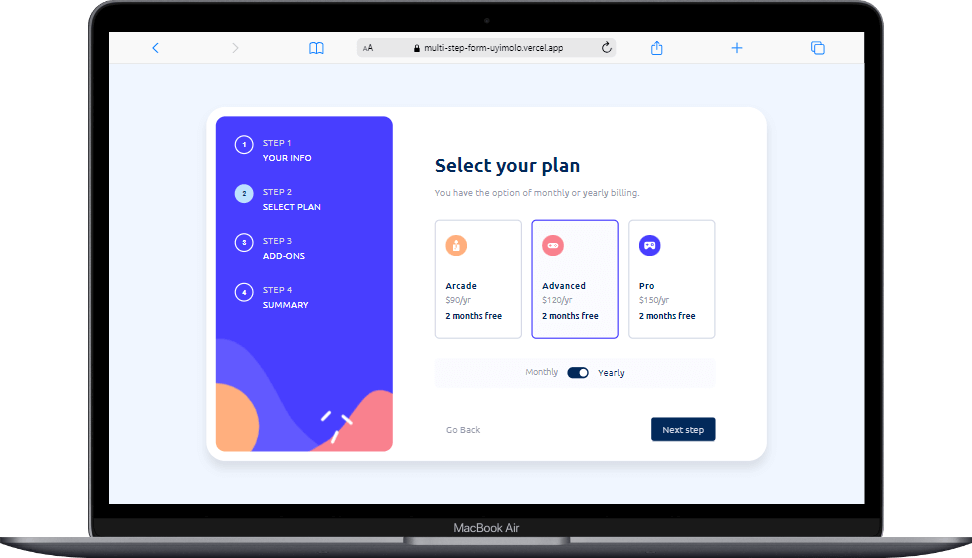 AA multi-step-form-uyimolo.vercel.app
1 STEP 1
YOUR INFO
2 STEP 2
SELECT PLAN
3 STEP 3
ADD-ONS
4 STEP 4
SUMMARY
Select your plan
You have the option of monthly or yearly billing.
Arcade
$90/yr
2 months free
Advanced
$120/yr
2 months free
Pro
$150/yr
2 months free
Monthly Yearly
Go Back Next step
MacBook Air